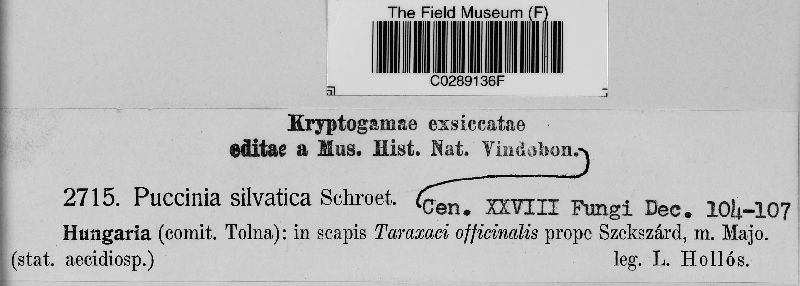 The Field Museum (F)
C0289136F
Kryptogamae exsiccatae
editae a Mus. Hist. Nat. Vindobon.
2715. Puccinia silvatica Schroet. Cen. XXVIII Fungi Dec. 104-107
Hungaria (comit. Tolna): in scapis Taraxaci officinalis prope Szekszárd, m. Majo.
(stat. aecidiosp.) leg. L. Hollós.